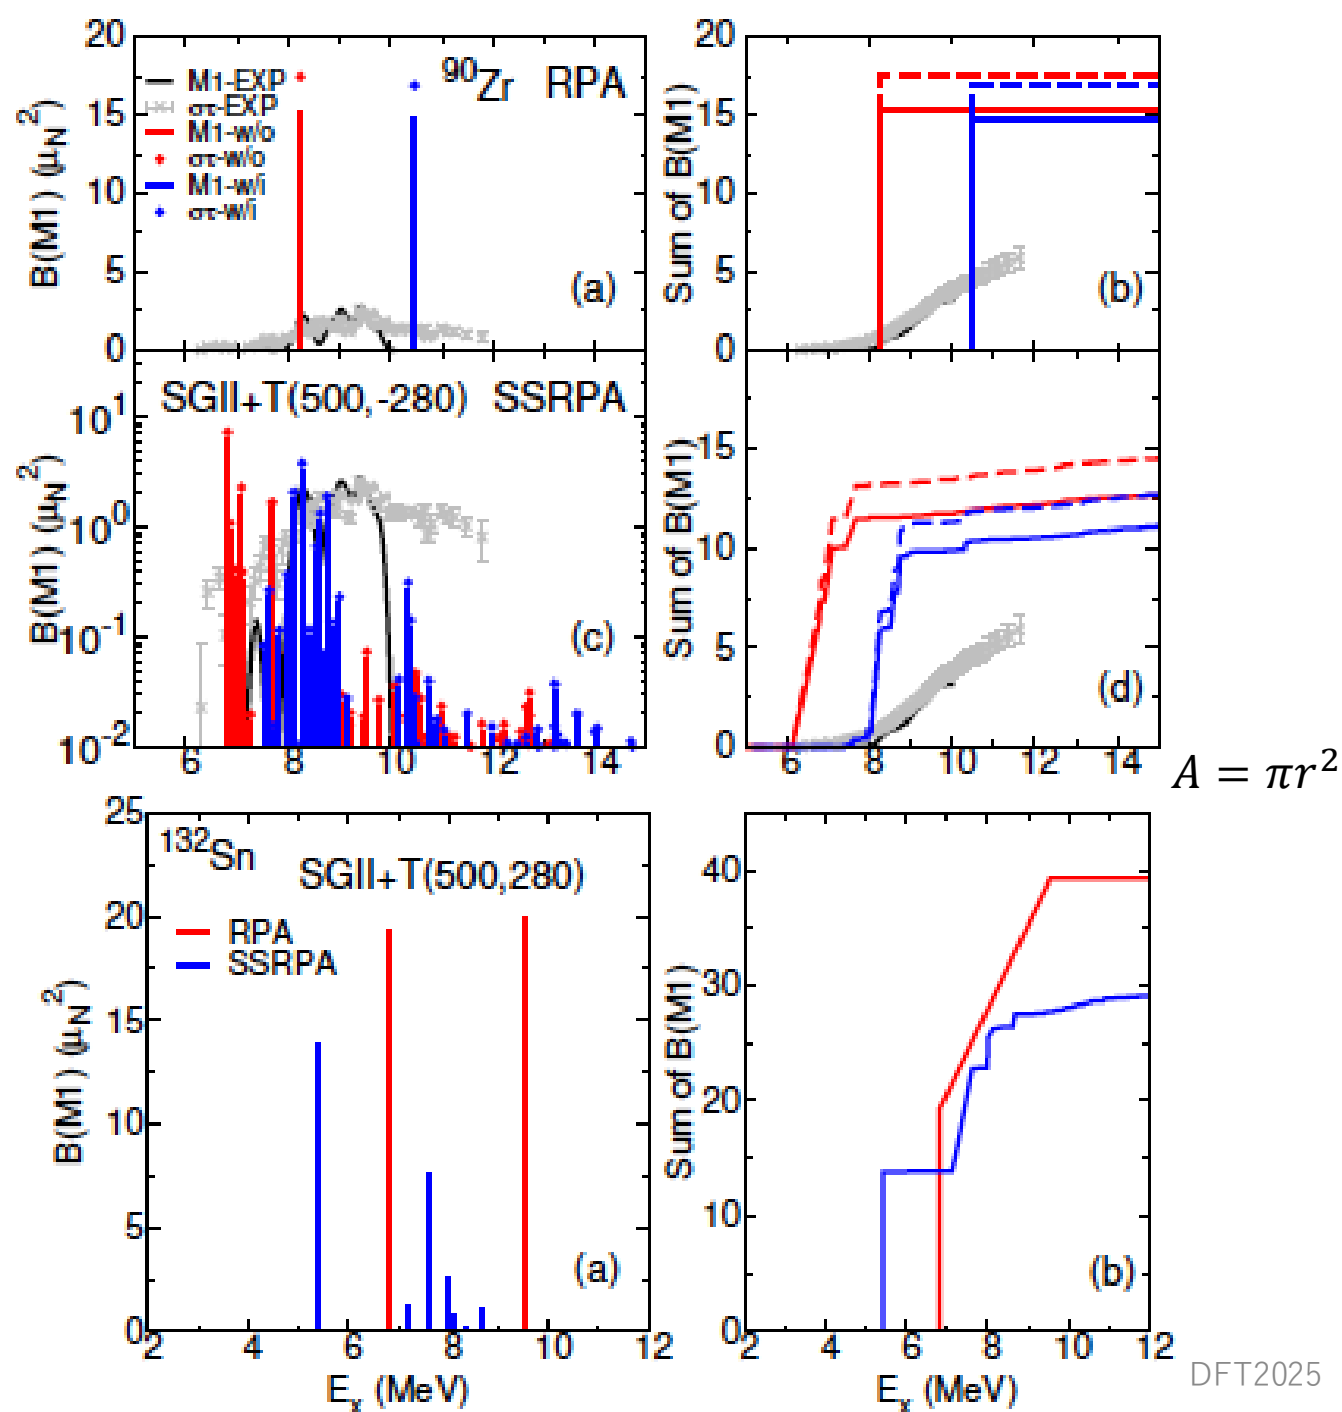 20
15
10
5
0
B(M1) (μN²)
M1-EXP
στ-EXP
M1-w/o
στ-w/o
M1-w/i
στ-w/i
⁹⁰Zr RPA
(a)
20
15
10
5
0
Sum of B(M1)
(b)
10¹
10⁰
10⁻¹
10⁻²
B(M1) (μN²)
SGII+T(500,-280) SSRPA
(c)
6 8 10 12 14
15
10
5
0
Sum of B(M1)
(d)
6 8 10 12 14
A = πr²
25
20
15
10
5
0
B(M1) (μN²)
¹³²Sn
SGII+T(500,280)
RPA
SSRPA
(a)
2 4 6 8 10 12
Eₓ (MeV)
40
30
20
10
0
Sum of B(M1)
(b)
2 4 6 8 10 12
Eₓ (MeV)
DFT2025